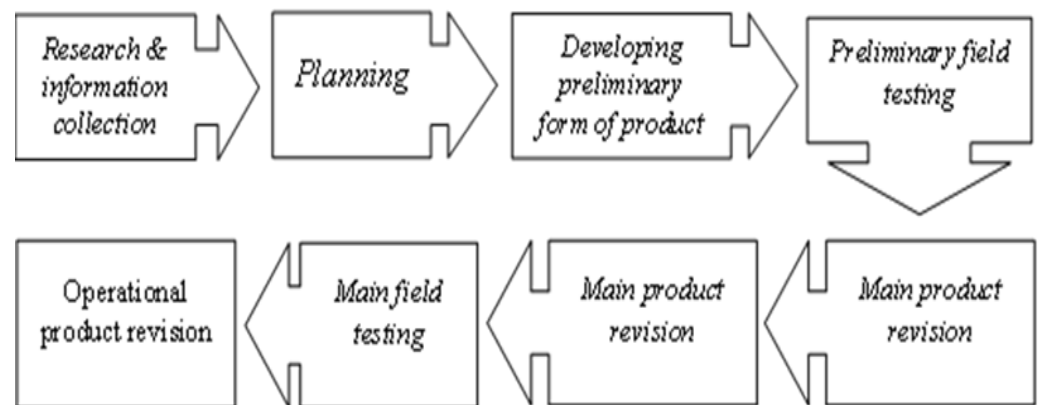 Research &
information
collection
Planning
Developing
preliminary
form of product
Preliminary field
testing
Main product
revision
Main product
revision
Main field
testing
Operational
product revision